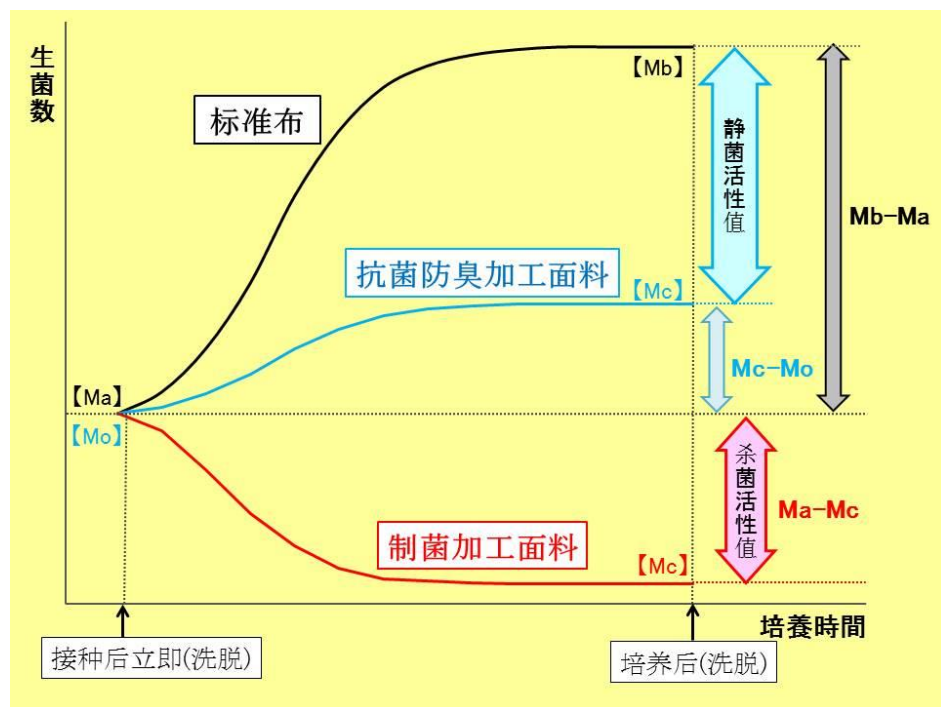 生菌数
【Mb】
标准布
静菌活性值
Mb-Ma
抗菌防臭加工面料
【Mc】
Mc-Mo
【Ma】
【Mo】
杀菌活性值
Ma-Mc
制菌加工面料
【Mc】
培養時間
接种后立即(洗脱)
培养后(洗脱)